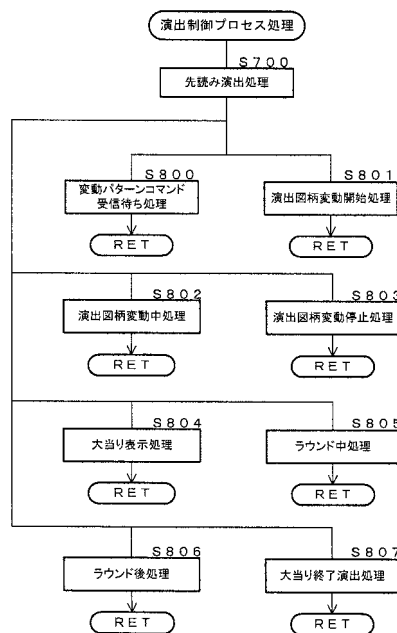 演出制御プロセス処理
S700
先読み演出処理
S800
変動パターンコマンド
受信待ち処理
RET
S801
演出図柄変動開始処理
RET
S802
演出図柄変動中処理
RET
S803
演出図柄変動停止処理
RET
S804
大当り表示処理
RET
S805
ラウンド中処理
RET
S806
ラウンド後処理
RET
S807
大当り終了演出処理
RET